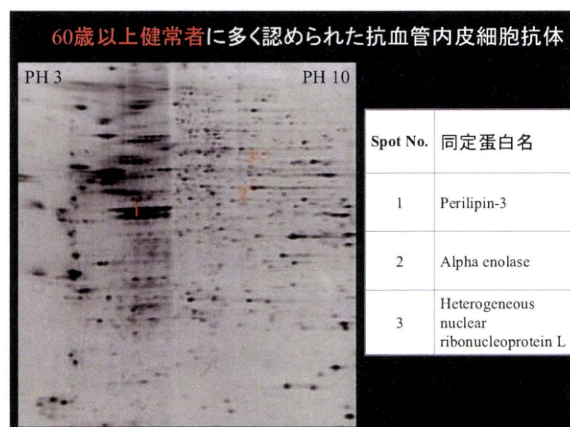 60歳以上健常者に多く認められた抗血管内皮細胞抗体
PH 3
PH 10
3
2
1
Spot No. 同定蛋白名
1 Perilipin-3
2 Alpha enolase
3 Heterogeneous
nuclear
ribonucleoprotein L